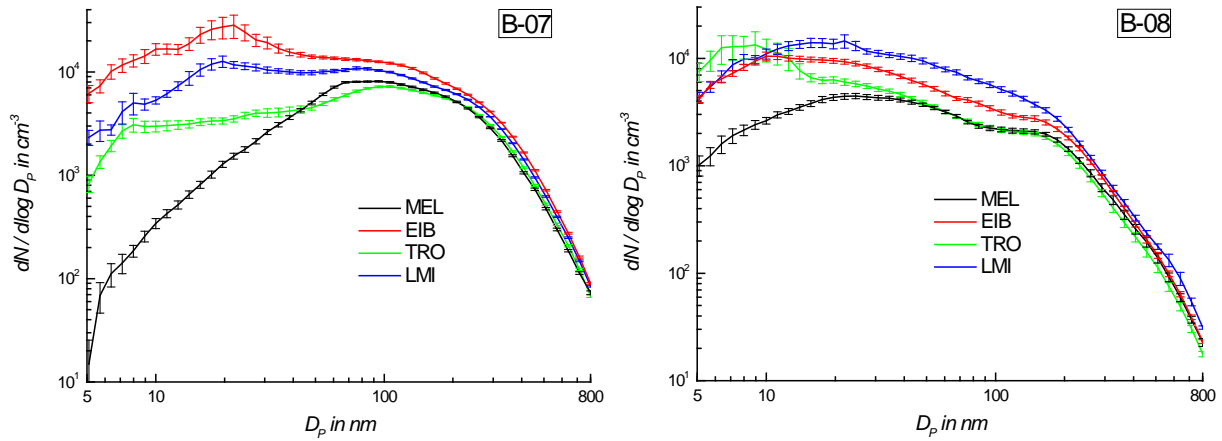 B-07
dN / dlog D_P in cm^-3
10^4
10^3
10^2
10^1
5 10 100 800
D_P in nm
MEL
EIB
TRO
LMI
B-08
dN / dlog D_P in cm^-3
10^4
10^3
10^2
10^1
5 10 100 800
D_P in nm
MEL
EIB
TRO
LMI